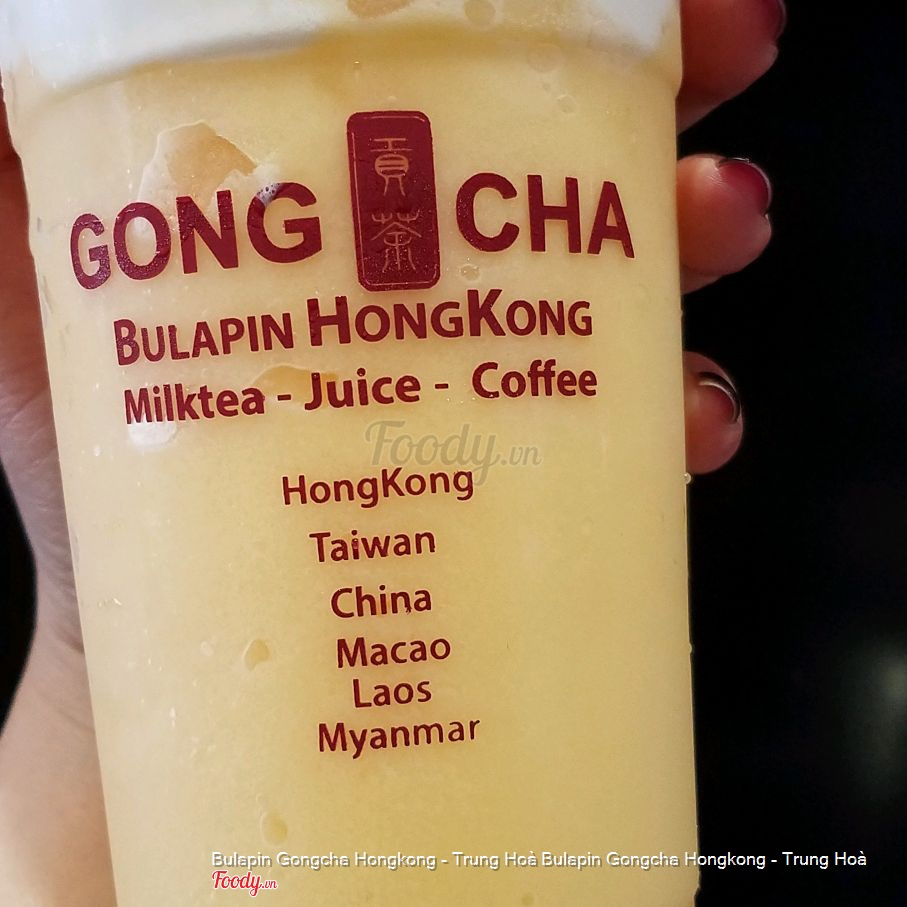 GONG 貢茶 CHA
BULAPIN HONGKONG
Milktea - Juice - Coffee
Foody.vn
HongKong
Taiwan
China
Macao
Laos
Myanmar
Bulapin Gongcha Hongkong - Trung Hoà Bulapin Gongcha Hongkong - Trung Hoà
Foody.vn